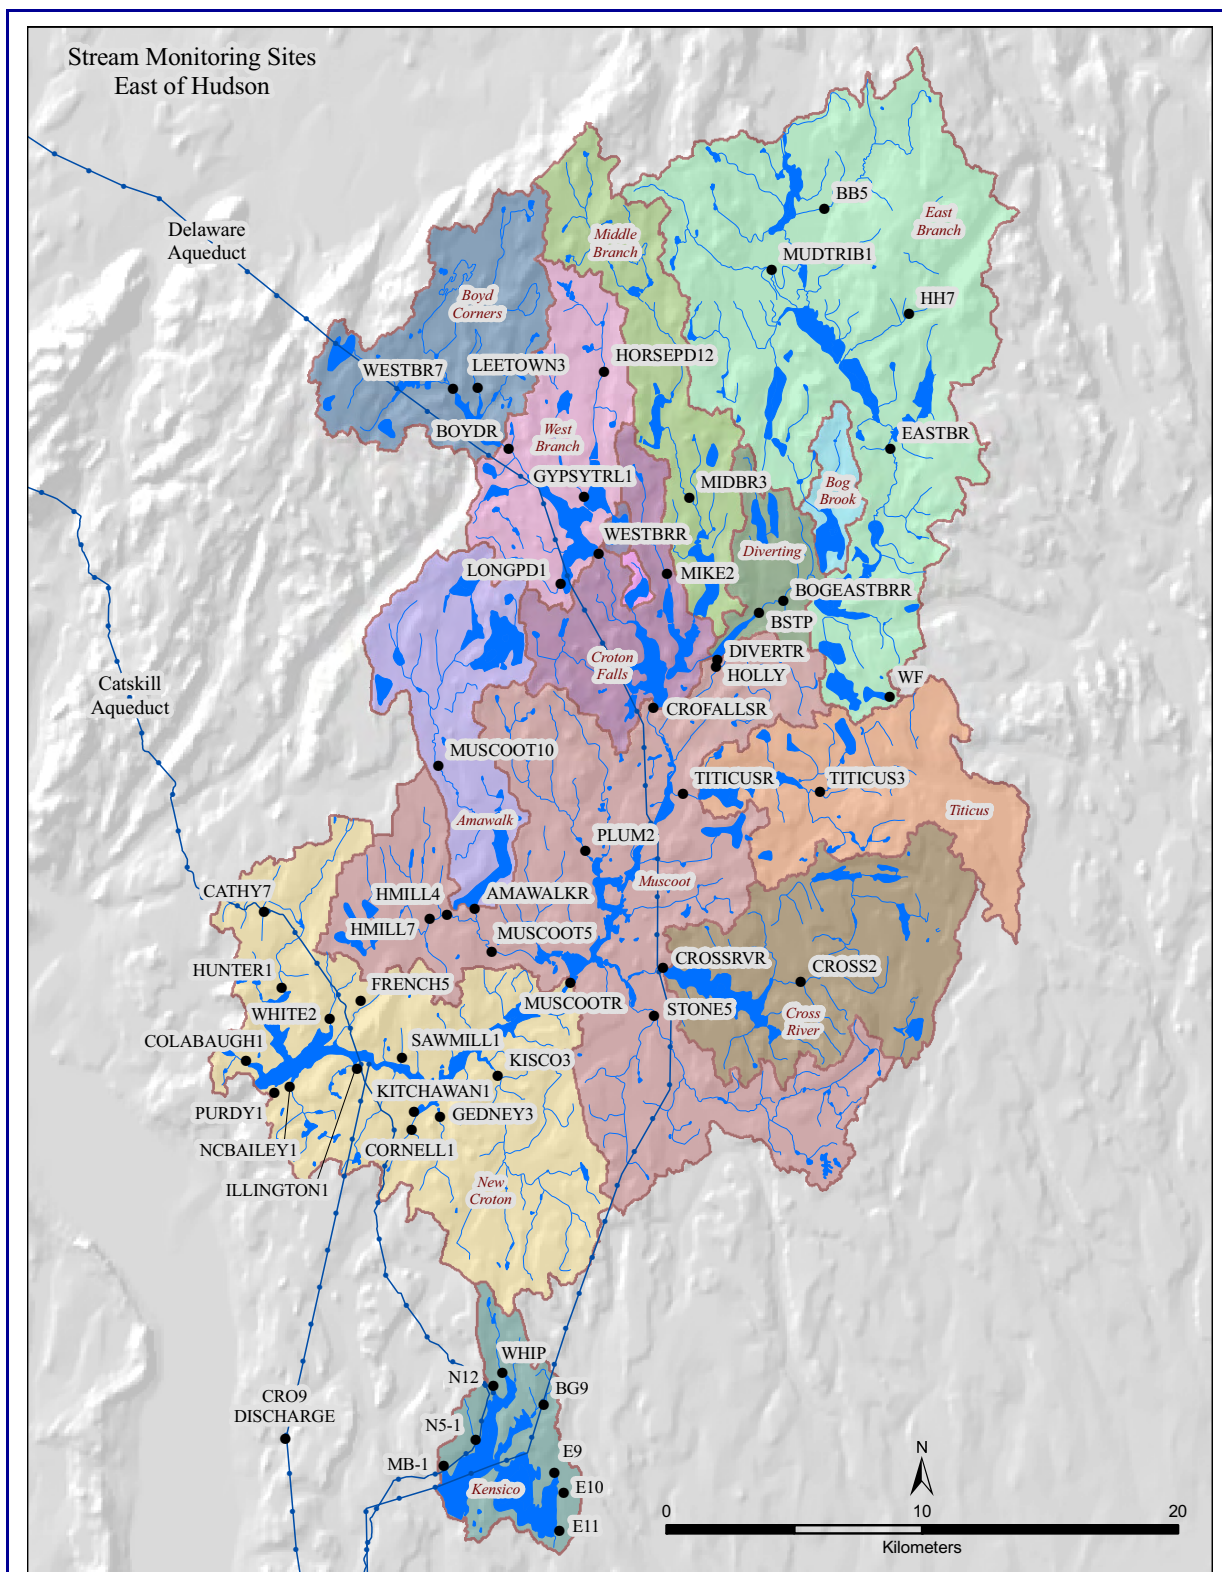 Stream Monitoring Sites
East of Hudson
Delaware
Aqueduct
BB5
East
Branch
Middle
Branch
MUDTRIB1
Boyd
Corners
HH7
HORSEPD12
WESTBR7
LEETOWN3
BOYDR
West
Branch
EASTBR
GYPSYTRL1
MIDBR3
Bog
Brook
WESTBRR
Diverting
LONGPD1
MIKE2
BOGEASTBRR
BSTP
DIVERTR
HOLLY
Croton
Falls
WF
Catskill
Aqueduct
CROFALLSR
MUSCOOT10
TITICUSR
TITICUS3
Titicus
Amawalk
PLUM2
Muscoot
CATHY7
HMILL4
AMAWALKR
HMILL7
MUSCOOT5
CROSSRVR
CROSS2
HUNTER1
FRENCH5
MUSCOOTR
WHITE2
STONE5
Cross
River
COLABAUGH1
SAWMILL1
KISCO3
KITCHAWAN1
PURDY1
GEDNEY3
NCBAILEY1
CORNELL1
ILLINGTON1
New
Croton
WHIP
N12
BG9
CRO9
DISCHARGE
N5-1
E9
MB-1
Kensico
E10
E11
N
0
10
20
Kilometers